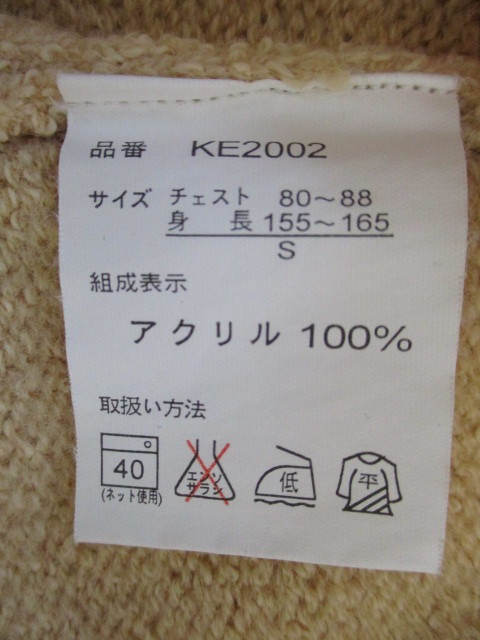 品番 KE2002
サイズ チェスト 80～88
身長 155～165
S
組成表示
アクリル 100%
取扱い方法
40
(ネット使用)
エンソ
サラシ
低
平